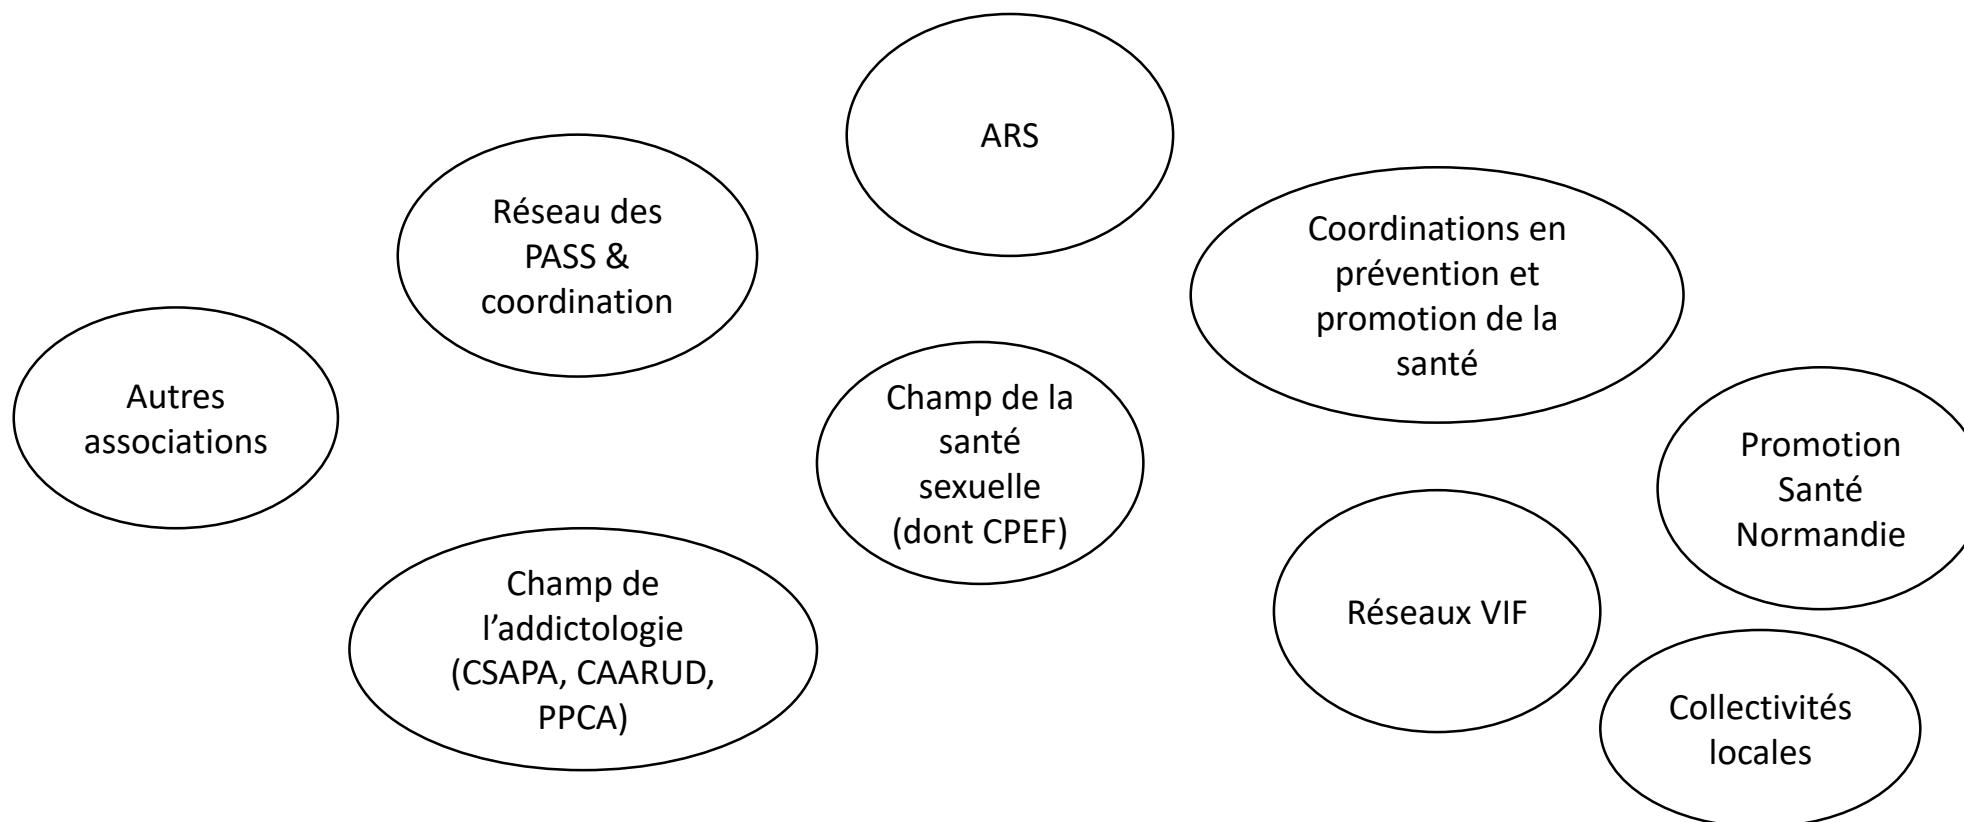 ARS
Réseau des
PASS &
coordination
Coordinations en
prévention et
promotion de la
santé
Autres
associations
Champ de la
santé
sexuelle
(dont CPEF)
Promotion
Santé
Normandie
Champ de
l’addictologie
(CSAPA, CAARUD,
PPCA)
Réseaux VIF
Collectivités
locales